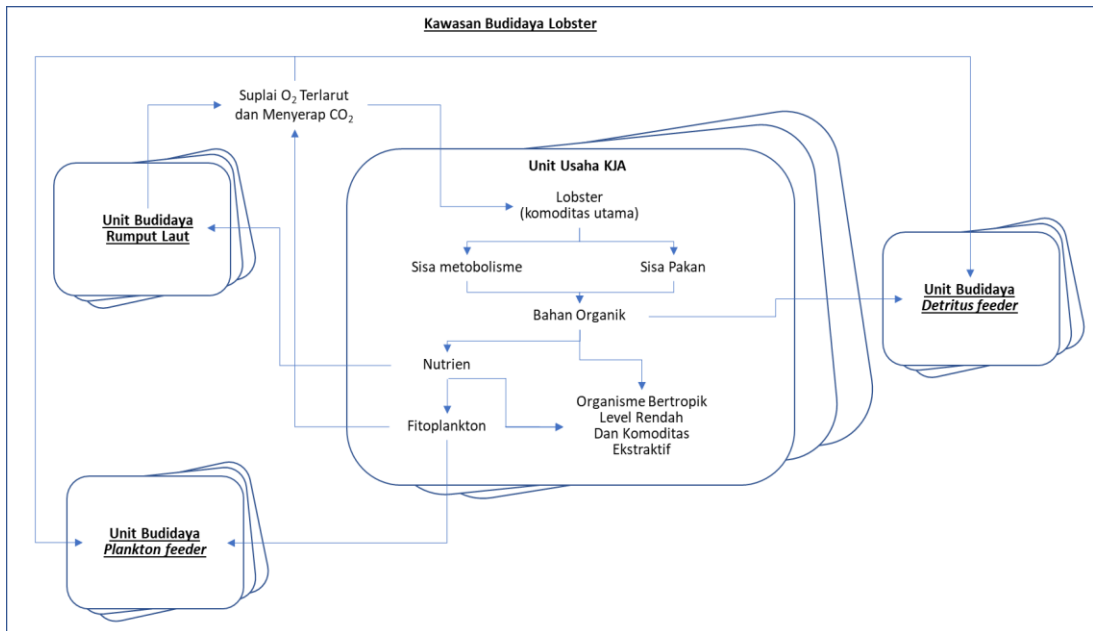 Kawasan Budidaya Lobster
Suplai O₂ Terlarut
dan Menyerap CO₂
Unit Usaha KJA
Lobster
(komoditas utama)
Unit Budidaya
Rumput Laut
Sisa metobolisme
Sisa Pakan
Unit Budidaya
Detritus feeder
Bahan Organik
Nutrien
Organisme Bertropik
Level Rendah
Dan Komoditas
Ekstraktif
Fitoplankton
Unit Budidaya
Plankton feeder